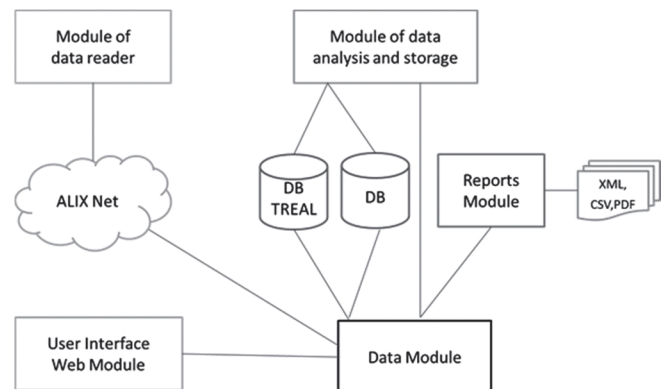 Module of
data reader
Module of data
analysis and storage
ALIX Net
DB
TREAL
DB
Reports
Module
XML,
CSV,PDF
User Interface
Web Module
Data Module